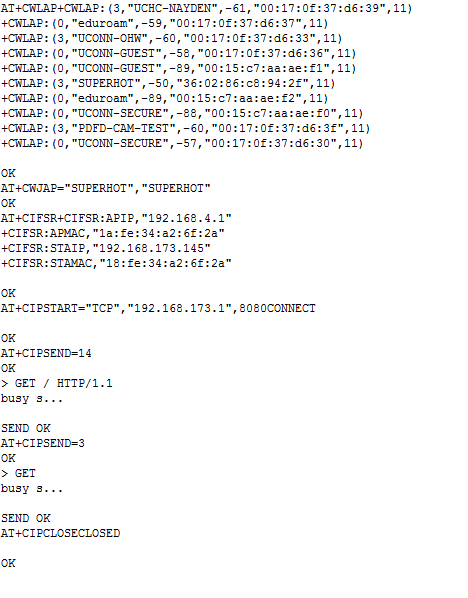 AT+CWLAP+CWLAP:(3,"UCHC-NAYDEN",-61,"00:17:0f:37:d6:39",11)
+CWLAP:(0,"eduroam",-59,"00:17:0f:37:d6:37",11)
+CWLAP:(3,"UCONN-OHW",-60,"00:17:0f:37:d6:33",11)
+CWLAP:(0,"UCONN-GUEST",-58,"00:17:0f:37:d6:36",11)
+CWLAP:(0,"UCONN-GUEST",-89,"00:15:c7:aa:ae:f1",11)
+CWLAP:(3,"SUPERHOT",-50,"36:02:86:c8:94:2f",11)
+CWLAP:(0,"eduroam",-89,"00:15:c7:aa:ae:f2",11)
+CWLAP:(0,"UCONN-SECURE",-88,"00:15:c7:aa:ae:f0",11)
+CWLAP:(3,"PDFD-CAM-TEST",-60,"00:17:0f:37:d6:3f",11)
+CWLAP:(0,"UCONN-SECURE",-57,"00:17:0f:37:d6:30",11)
OK
AT+CWJAP="SUPERHOT","SUPERHOT"
OK
AT+CIFSR+CIFSR:APIP,"192.168.4.1"
+CIFSR:APMAC,"1a:fe:34:a2:6f:2a"
+CIFSR:STAIP,"192.168.173.145"
+CIFSR:STAMAC,"18:fe:34:a2:6f:2a"
OK
AT+CIPSTART="TCP","192.168.173.1",8080CONNECT
OK
AT+CIPSEND=14
OK
> GET / HTTP/1.1
busy s...
SEND OK
AT+CIPSEND=3
OK
> GET
busy s...
SEND OK
AT+CIPCLOSECLOSED
OK